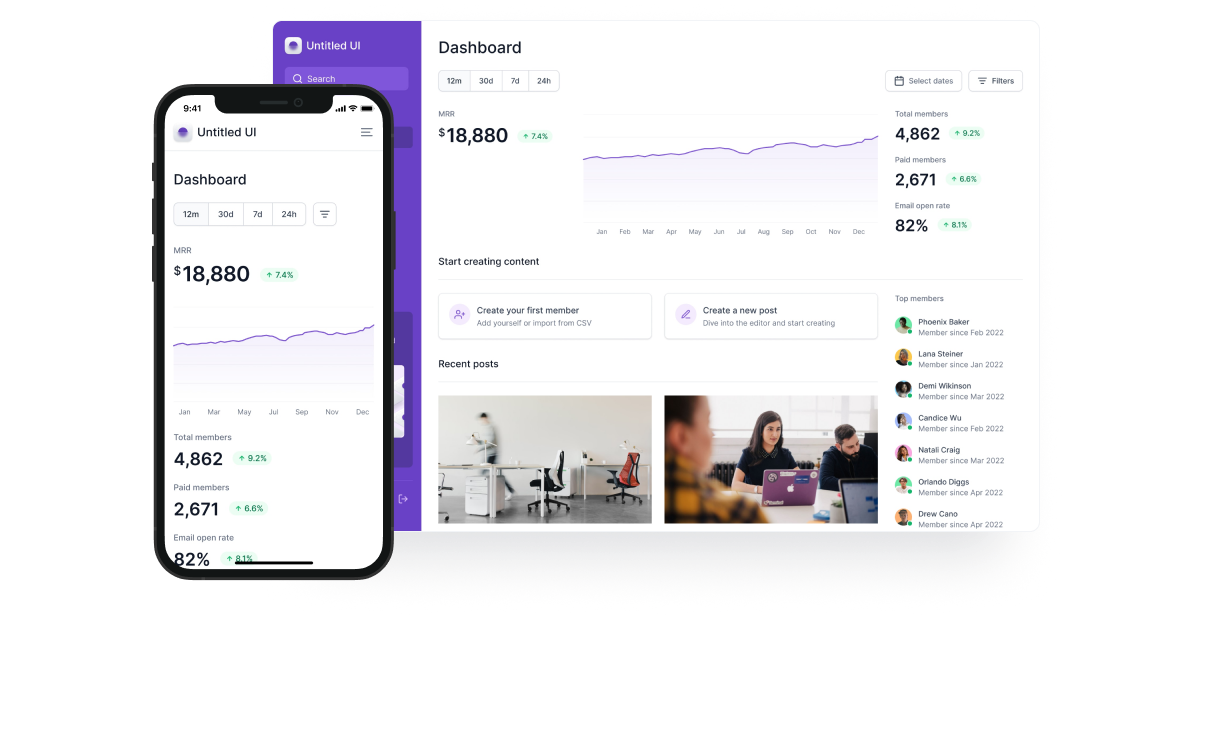 Untitled UI
Search
Dashboard
12m 30d 7d 24h
Select dates
Filters
MRR
$18,880
7.4%
Jan Feb Mar Apr May Jun Jul Aug Sep Oct Nov Dec
Total members
4,862
9.2%
Paid members
2,671
6.6%
Email open rate
82%
8.1%
Start creating content
Create your first member
Add yourself or import from CSV
Create a new post
Dive into the editor and start creating
Recent posts
Top members
Phoenix Baker
Member since Feb 2022
Lana Steiner
Member since Jan 2022
Demi Wikinson
Member since Mar 2022
Candice Wu
Member since Feb 2022
Natali Craig
Member since Mar 2022
Orlando Diggs
Member since Apr 2022
Drew Cano
Member since Apr 2022
9:41
Untitled UI
Dashboard
12m 30d 7d 24h
MRR
$18,880
7.4%
Jan Mar May Jul Sep Nov Dec
Total members
4,862
9.2%
Paid members
2,671
6.6%
Email open rate
82%
8.1%